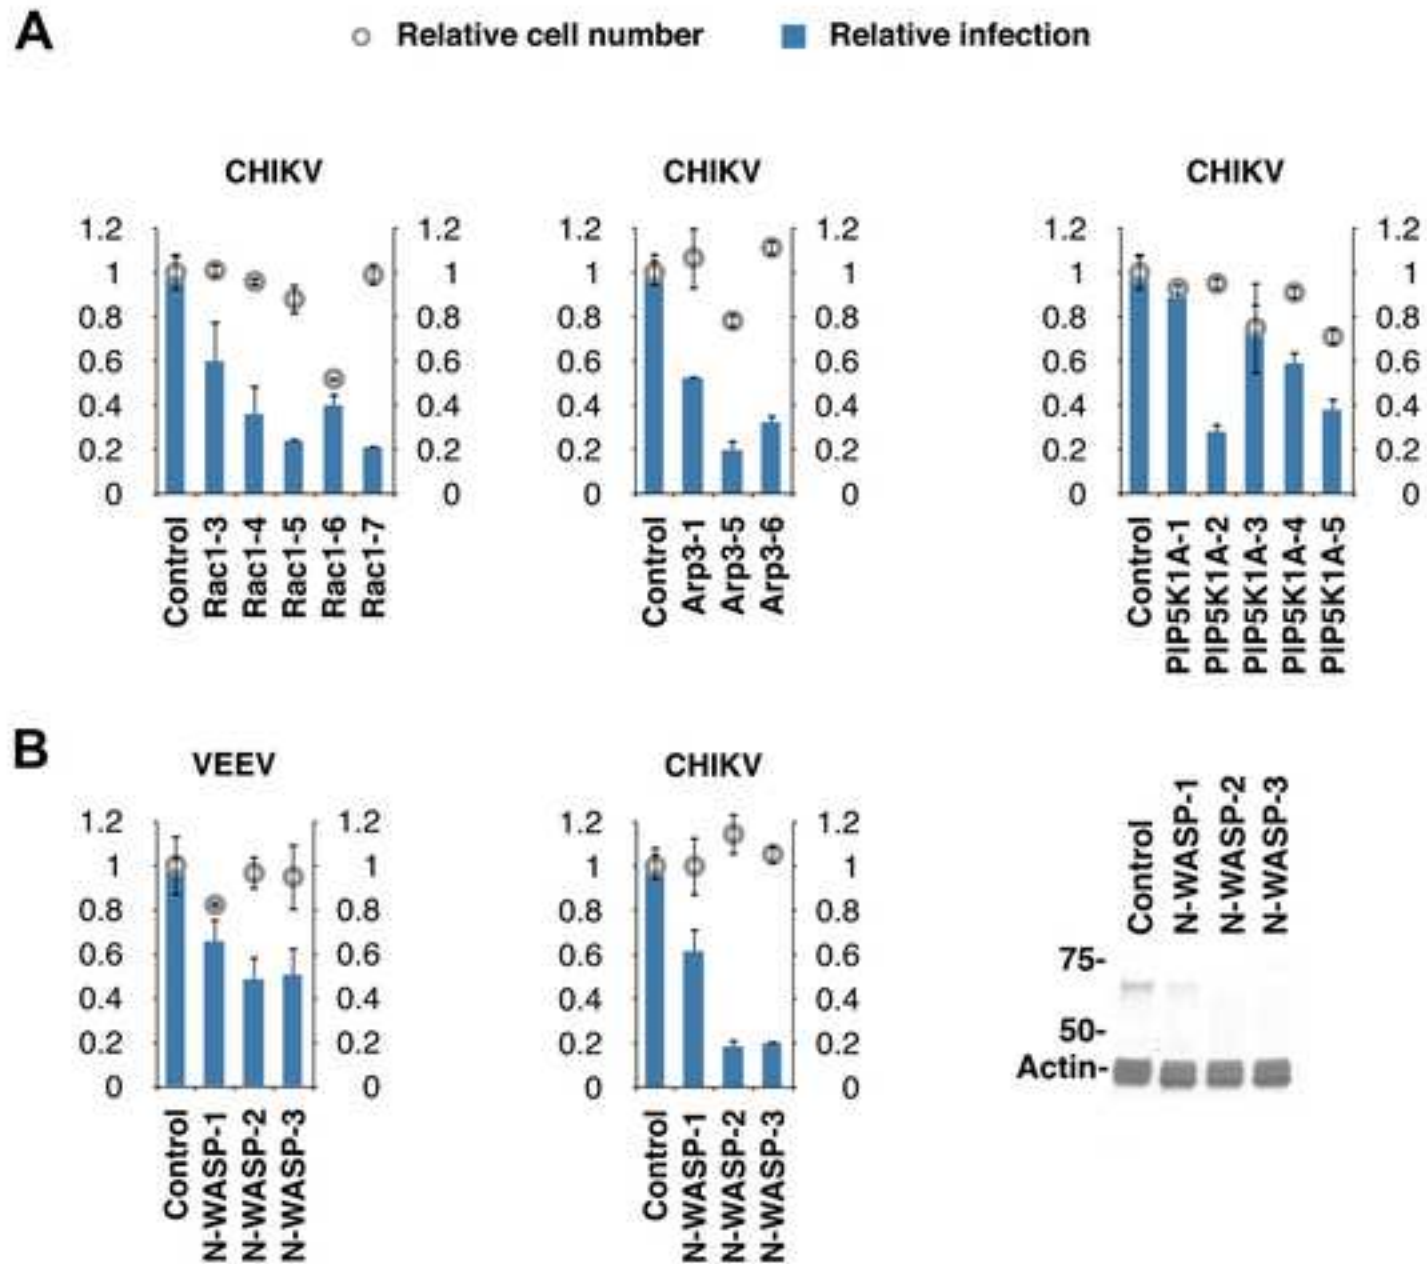 A
Relative cell number Relative infection
CHIKV CHIKV CHIKV
1.2 1.2 1.2 1.2 1.2 1.2
1 1 1 1 1 1
0.8 0.8 0.8 0.8 0.8 0.8
0.6 0.6 0.6 0.6 0.6 0.6
0.4 0.4 0.4 0.4 0.4 0.4
0.2 0.2 0.2 0.2 0.2 0.2
0 0 0 0 0 0
Control Rac1-3 Rac1-4 Rac1-5 Rac1-6 Rac1-7 Control Arp3-1 Arp3-5 Arp3-6 Control PIP5K1A-1 PIP5K1A-2 PIP5K1A-3 PIP5K1A-4 PIP5K1A-5
B
VEEV CHIKV
1.2 1.2 1.2 1.2
1 1 1 1
0.8 0.8 0.8 0.8
0.6 0.6 0.6 0.6
0.4 0.4 0.4 0.4
0.2 0.2 0.2 0.2
0 0 0 0
Control N-WASP-1 N-WASP-2 N-WASP-3 Control N-WASP-1 N-WASP-2 N-WASP-3
Control N-WASP-1 N-WASP-2 N-WASP-3
75-
50-
Actin-